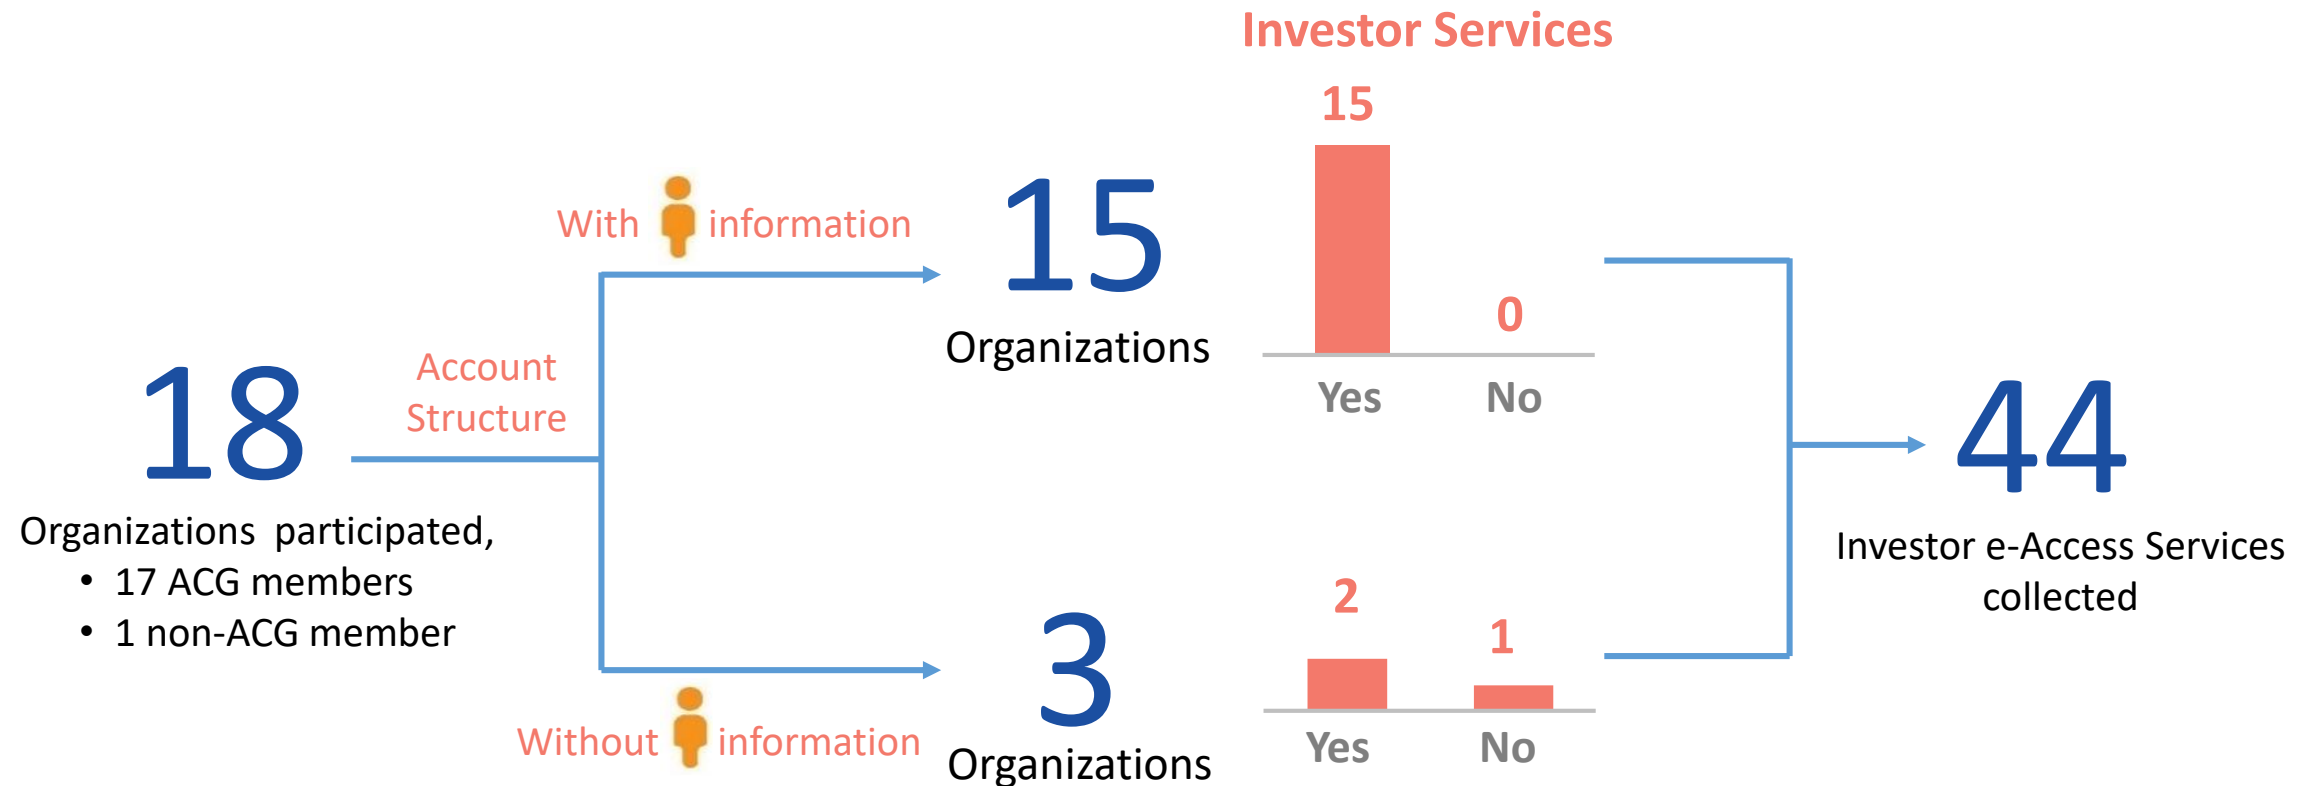 Investor Services
18
Organizations participated,
• 17 ACG members
• 1 non-ACG member
Account
Structure
With information
15
Organizations
15
0
Yes No
Without information
3
Organizations
2
1
Yes No
44
Investor e-Access Services
collected